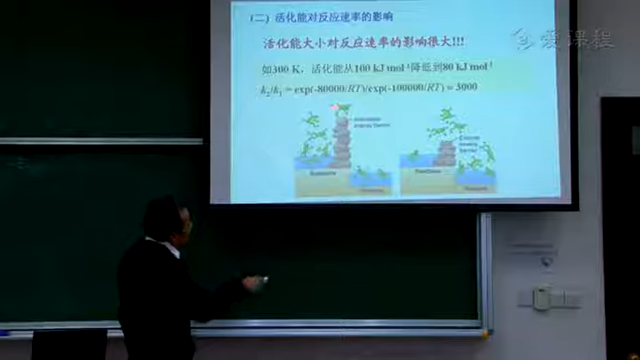 (二) 活化能对反应速率的影响
爱课程
活化能大小对反应速率的影响很大!!!
如300 K，活化能从100 kJ mol⁻¹降低到80 kJ mol⁻¹
k₂/k₁ = exp(-80000/RT)/exp(-100000/RT) ≈ 3000